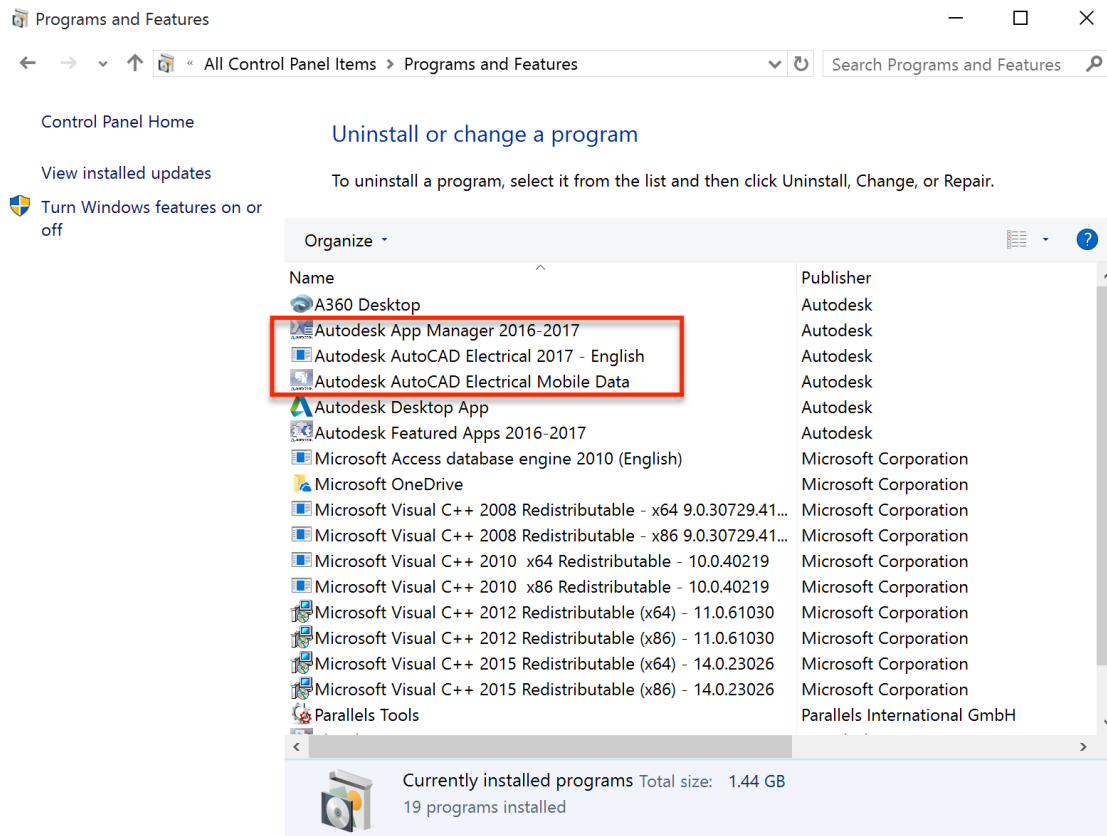 Programs and Features
« All Control Panel Items > Programs and Features
Search Programs and Features
Control Panel Home
View installed updates
Turn Windows features on or
off
Uninstall or change a program
To uninstall a program, select it from the list and then click Uninstall, Change, or Repair.
Organize
?
Name Publisher
A360 Desktop Autodesk
Autodesk App Manager 2016-2017 Autodesk
Autodesk AutoCAD Electrical 2017 - English Autodesk
Autodesk AutoCAD Electrical Mobile Data Autodesk
Autodesk Desktop App Autodesk
Autodesk Featured Apps 2016-2017 Autodesk
Microsoft Access database engine 2010 (English) Microsoft Corporation
Microsoft OneDrive Microsoft Corporation
Microsoft Visual C++ 2008 Redistributable - x64 9.0.30729.41... Microsoft Corporation
Microsoft Visual C++ 2008 Redistributable - x86 9.0.30729.41... Microsoft Corporation
Microsoft Visual C++ 2010 x64 Redistributable - 10.0.40219 Microsoft Corporation
Microsoft Visual C++ 2010 x86 Redistributable - 10.0.40219 Microsoft Corporation
Microsoft Visual C++ 2012 Redistributable (x64) - 11.0.61030 Microsoft Corporation
Microsoft Visual C++ 2012 Redistributable (x86) - 11.0.61030 Microsoft Corporation
Microsoft Visual C++ 2015 Redistributable (x64) - 14.0.23026 Microsoft Corporation
Microsoft Visual C++ 2015 Redistributable (x86) - 14.0.23026 Microsoft Corporation
Parallels Tools Parallels International GmbH
Currently installed programs Total size: 1.44 GB
19 programs installed